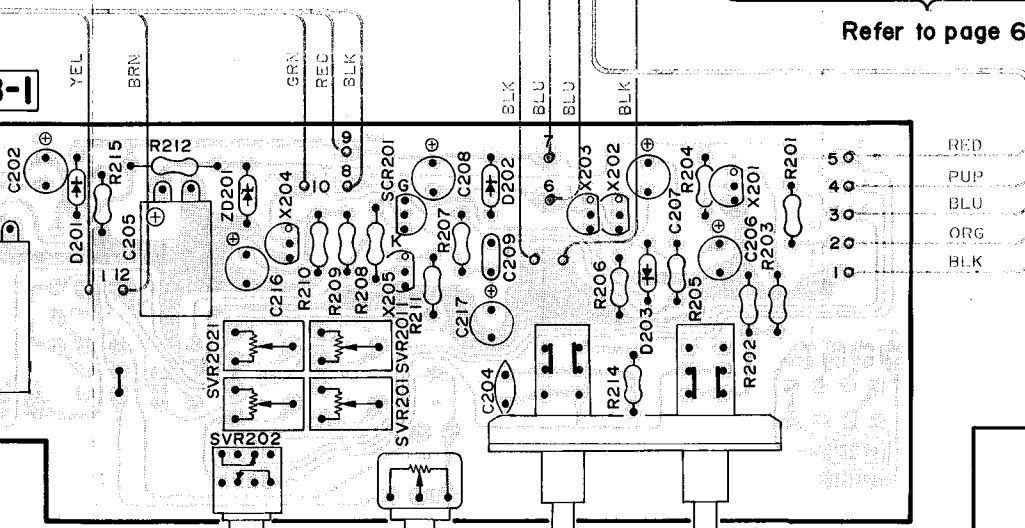 Refer to page 6
YEL
BRN
GRN
RED
BLK
BLK
BLU
BLU
BLK
-1
C202
D201
R215
R212
C205
ZD201
X204
10
9
8
SCR201
G
K
C208
D202
7
6
X203
X202
R204
C207
X201
R201
5
4
3
2
1
RED
PUP
BLU
ORG
BLK
11
12
C216
R210
R209
R208
X205
R211
R207
C209
C217
R206
D203
R205
C206
R203
R202
SVR2021
SVR2011
SVR201
SVR202
C204
R214